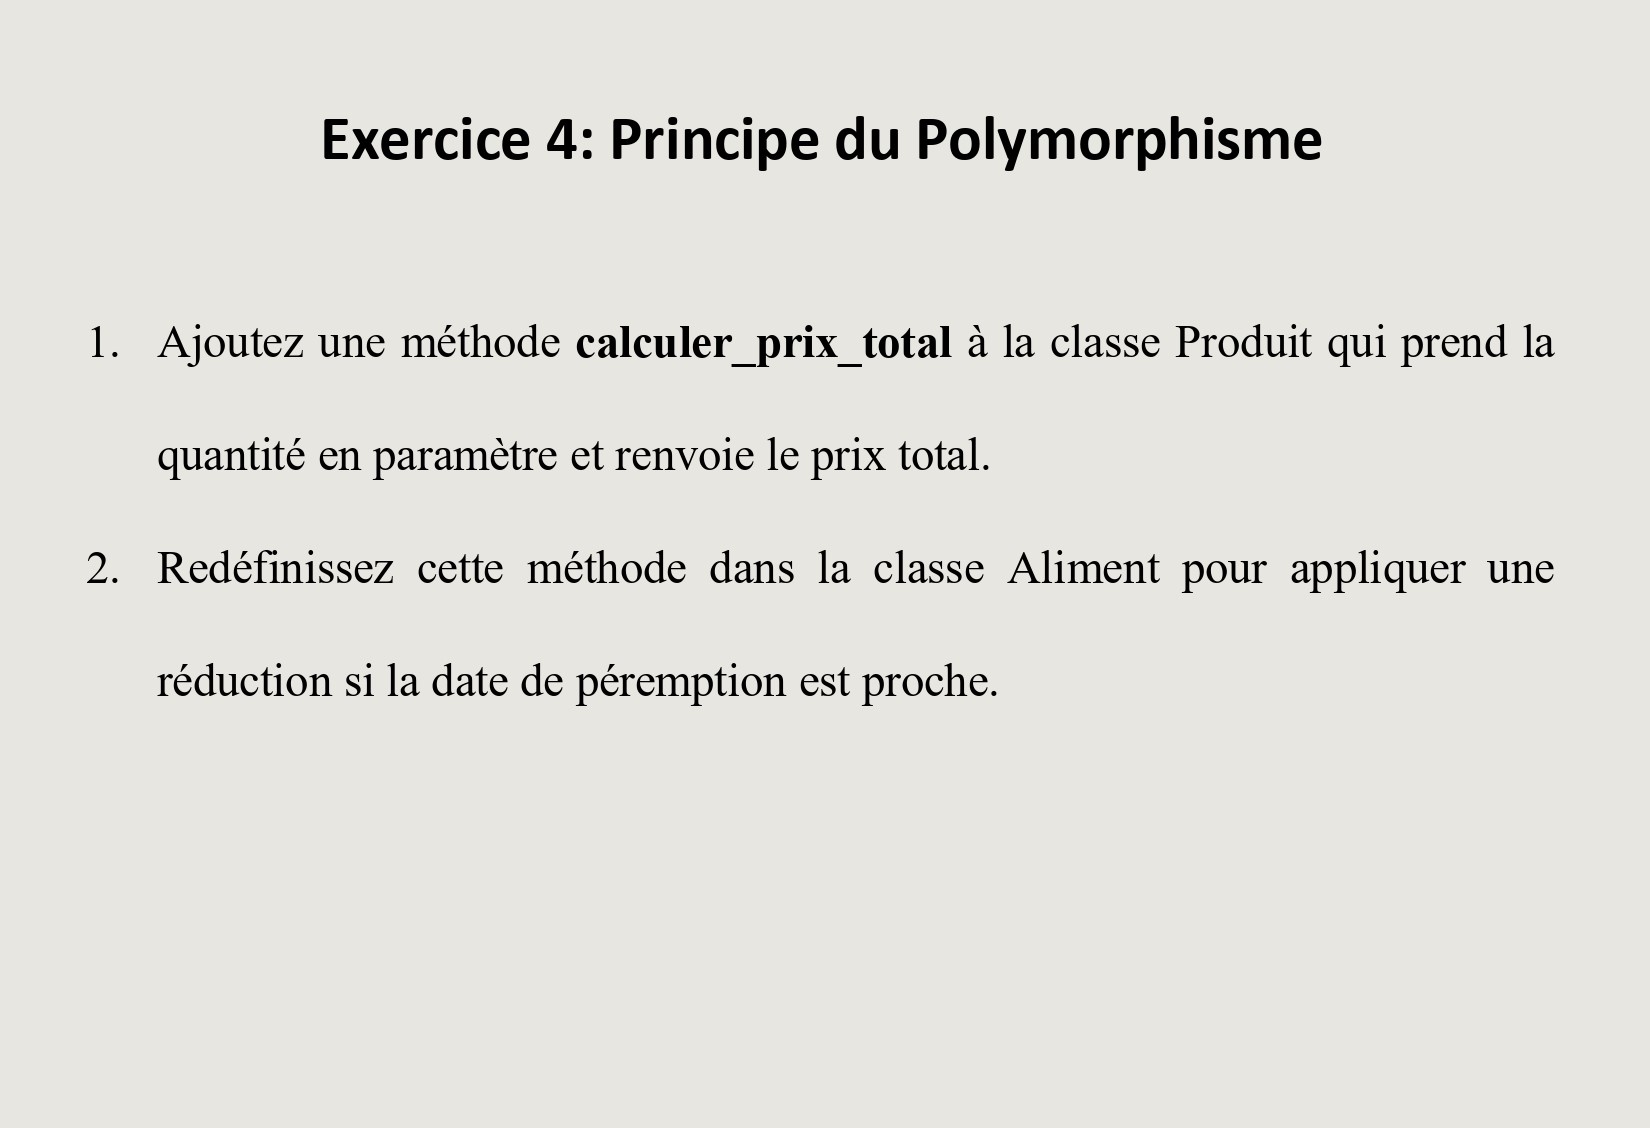 Exercice 4: Principe du Polymorphisme
1. Ajoutez une méthode calculer_prix_total à la classe Produit qui prend la
quantité en paramètre et renvoie le prix total.
2. Redéfinissez cette méthode dans la classe Aliment pour appliquer une
réduction si la date de péremption est proche.